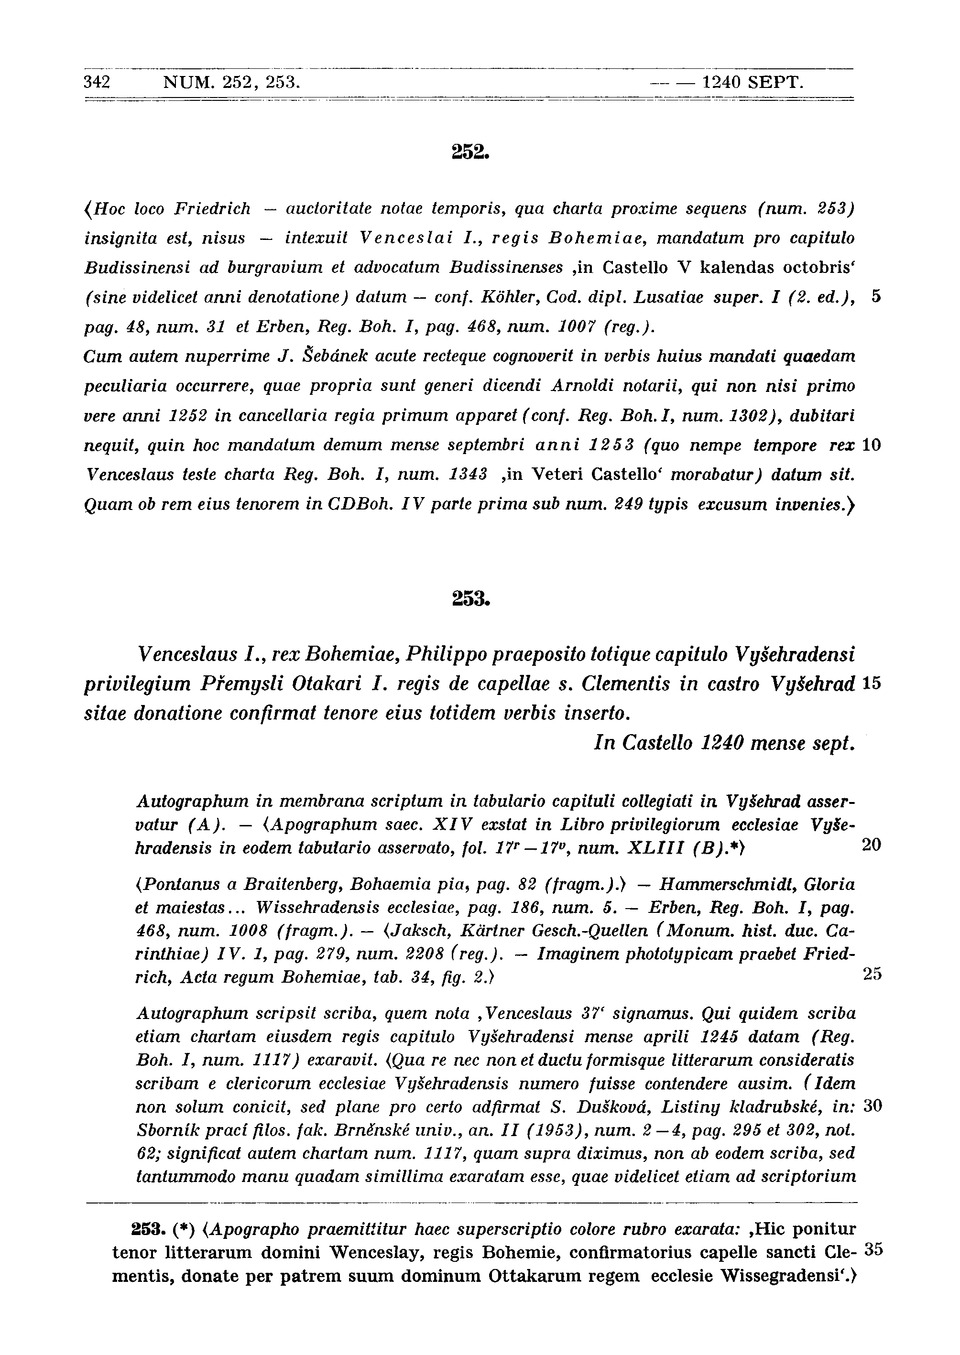 342 NUM. 252, 253. — — 1240 SEPT.
252.
⟨Hoc loco Friedrich — auctoritate notae temporis, qua charta proxime sequens (num. 253)
insignita est, nisus — intexuit Venceslai I., regis Bohemiae, mandatum pro capitulo
Budissinensi ad burgravium et advocatum Budissinenses ‚in Castello V kalendas octobris‘
(sine videlicet anni denotatione) datum — conf. Köhler, Cod. dipl. Lusatiae super. I (2. ed.), 5
pag. 48, num. 31 et Erben, Reg. Boh. I, pag. 468, num. 1007 (reg.).
Cum autem nuperrime J. Šebánek acute recteque cognoverit in verbis huius mandati quaedam
peculiaria occurrere, quae propria sunt generi dicendi Arnoldi notarii, qui non nisi primo
vere anni 1252 in cancellaria regia primum apparet (conf. Reg. Boh. I, num. 1302), dubitari
nequit, quin hoc mandatum demum mense septembri anni 1253 (quo nempe tempore rex 10
Venceslaus teste charta Reg. Boh. I, num. 1343 ‚in Veteri Castello‘ morabatur) datum sit.
Quam ob rem eius tenorem in CDBoh. IV parte prima sub num. 249 typis excusum invenies.⟩
253.
Venceslaus I., rex Bohemiae, Philippo praeposito totique capitulo Vyšehradensi
privilegium Přemysli Otakari I. regis de capellae s. Clementis in castro Vyšehrad 15
sitae donatione confirmat tenore eius totidem verbis inserto.
In Castello 1240 mense sept.
Autographum in membrana scriptum in tabulario capituli collegiati in Vyšehrad asser-
vatur (A). — ⟨Apographum saec. XIV exstat in Libro privilegiorum ecclesiae Vyše-
hradensis in eodem tabulario asservato, fol. 17r—17v, num. XLIII (B).*⟩ 20
⟨Pontanus a Braitenberg, Bohaemia pia, pag. 82 (fragm.).⟩ — Hammerschmidt, Gloria
et maiestas... Wissehradensis ecclesiae, pag. 186, num. 5. — Erben, Reg. Boh. I, pag.
468, num. 1008 (fragm.). — ⟨Jaksch, Kärtner Gesch.-Quellen (Monum. hist. duc. Ca-
rinthiae) IV. 1, pag. 279, num. 2208 (reg.). — Imaginem phototypicam praebet Fried-
rich, Acta regum Bohemiae, tab. 34, fig. 2.⟩ 25
Autographum scripsit scriba, quem nota ‚Venceslaus 37‘ signamus. Qui quidem scriba
etiam chartam eiusdem regis capitulo Vyšehradensi mense aprili 1245 datam (Reg.
Boh. I, num. 1117) exaravit. ⟨Qua re nec non et ductu formisque litterarum consideratis
scribam e clericorum ecclesiae Vyšehradensis numero fuisse contendere ausim. (Idem
non solum conicit, sed plane pro certo adfirmat S. Dušková, Listiny kladrubské, in: 30
Sborník prací filos. fak. Brněnské univ., an. II (1953), num. 2—4, pag. 295 et 302, not.
62; significat autem chartam num. 1117, quam supra diximus, non ab eodem scriba, sed
tantummodo manu quadam simillima exaratam esse, quae videlicet etiam ad scriptorium
253. (*) ⟨Apographo praemittitur haec superscriptio colore rubro exarata: ‚Hic ponitur
tenor litterarum domini Wenceslay, regis Bohemie, confirmatorius capelle sancti Cle- 35
mentis, donate per patrem suum dominum Ottakarum regem ecclesie Wissegradensi‘.⟩